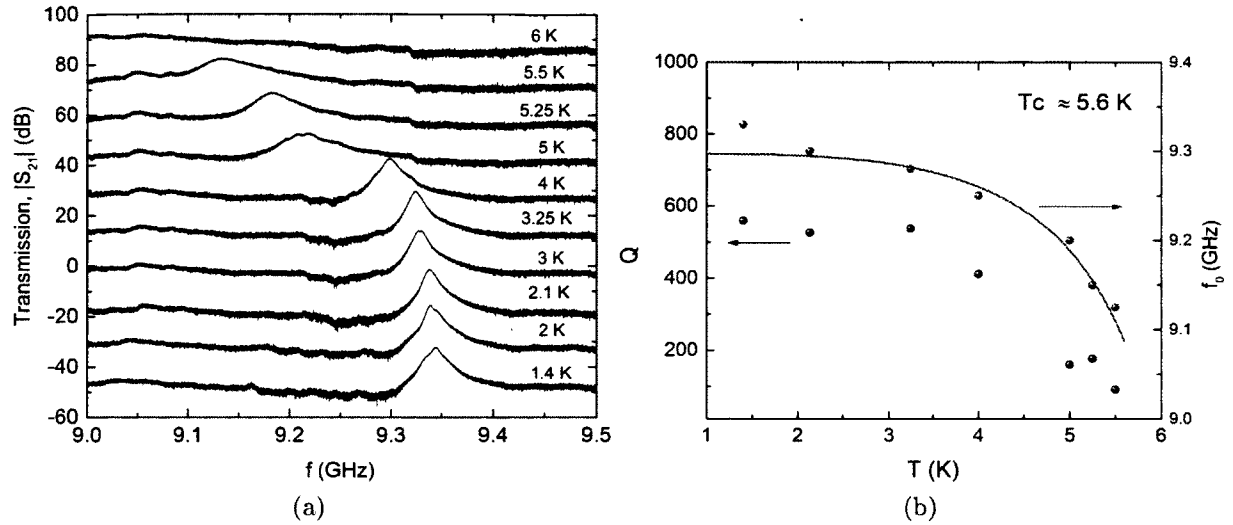 100
80
60
40
20
0
-20
-40
-60
Transmission, |S21| (dB)
6 K
5.5 K
5.25 K
5 K
4 K
3.25 K
3 K
2.1 K
2 K
1.4 K
9.0
9.1
9.2
9.3
9.4
9.5
f (GHz)
(a)
1000
800
600
400
200
Q
Tc ≈ 5.6 K
9.4
9.3
9.2
9.1
9.0
f0 (GHz)
1
2
3
4
5
6
T (K)
(b)